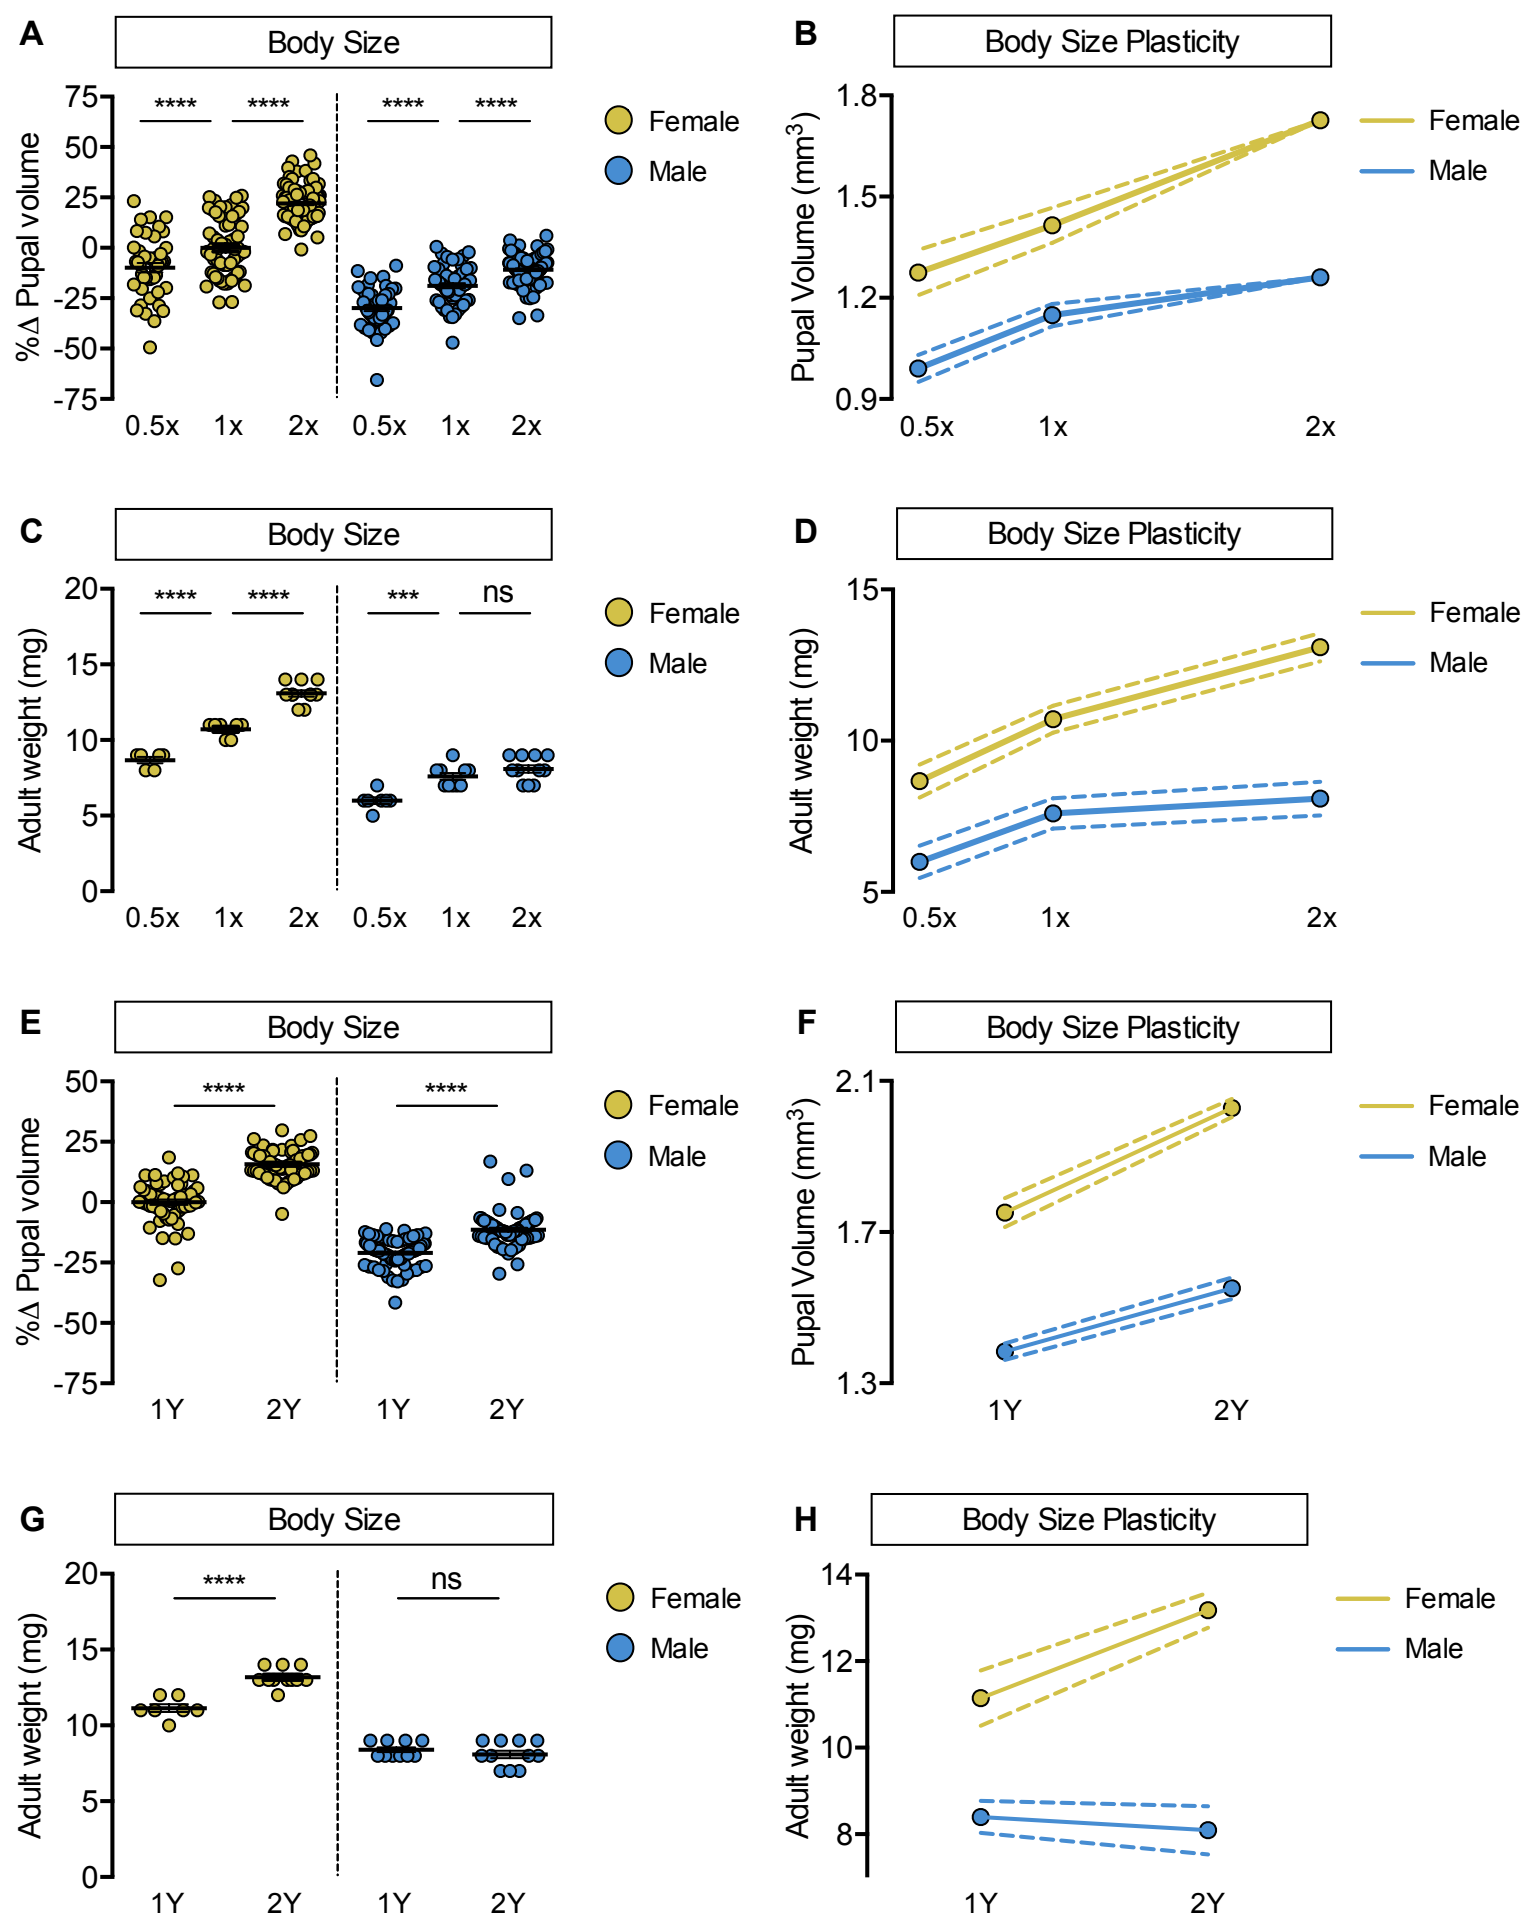 A
Body Size
B
Body Size Plasticity
%Δ Pupal volume
75
50
25
0
-25
-50
-75
**** **** **** ****
0.5x 1x 2x 0.5x 1x 2x
Female
Male
Pupal Volume (mm3)
1.8
1.5
1.2
0.9
0.5x 1x 2x
Female
Male
C
Body Size
D
Body Size Plasticity
Adult weight (mg)
20
15
10
5
0
**** **** *** ns
0.5x 1x 2x 0.5x 1x 2x
Female
Male
Adult weight (mg)
15
10
5
0.5x 1x 2x
Female
Male
E
Body Size
F
Body Size Plasticity
%Δ Pupal volume
50
25
0
-25
-50
-75
**** ****
1Y 2Y 1Y 2Y
Female
Male
Pupal Volume (mm3)
2.1
1.7
1.3
1Y 2Y
Female
Male
G
Body Size
H
Body Size Plasticity
Adult weight (mg)
20
15
10
5
0
**** ns
1Y 2Y 1Y 2Y
Female
Male
Adult weight (mg)
14
12
10
8
1Y 2Y
Female
Male